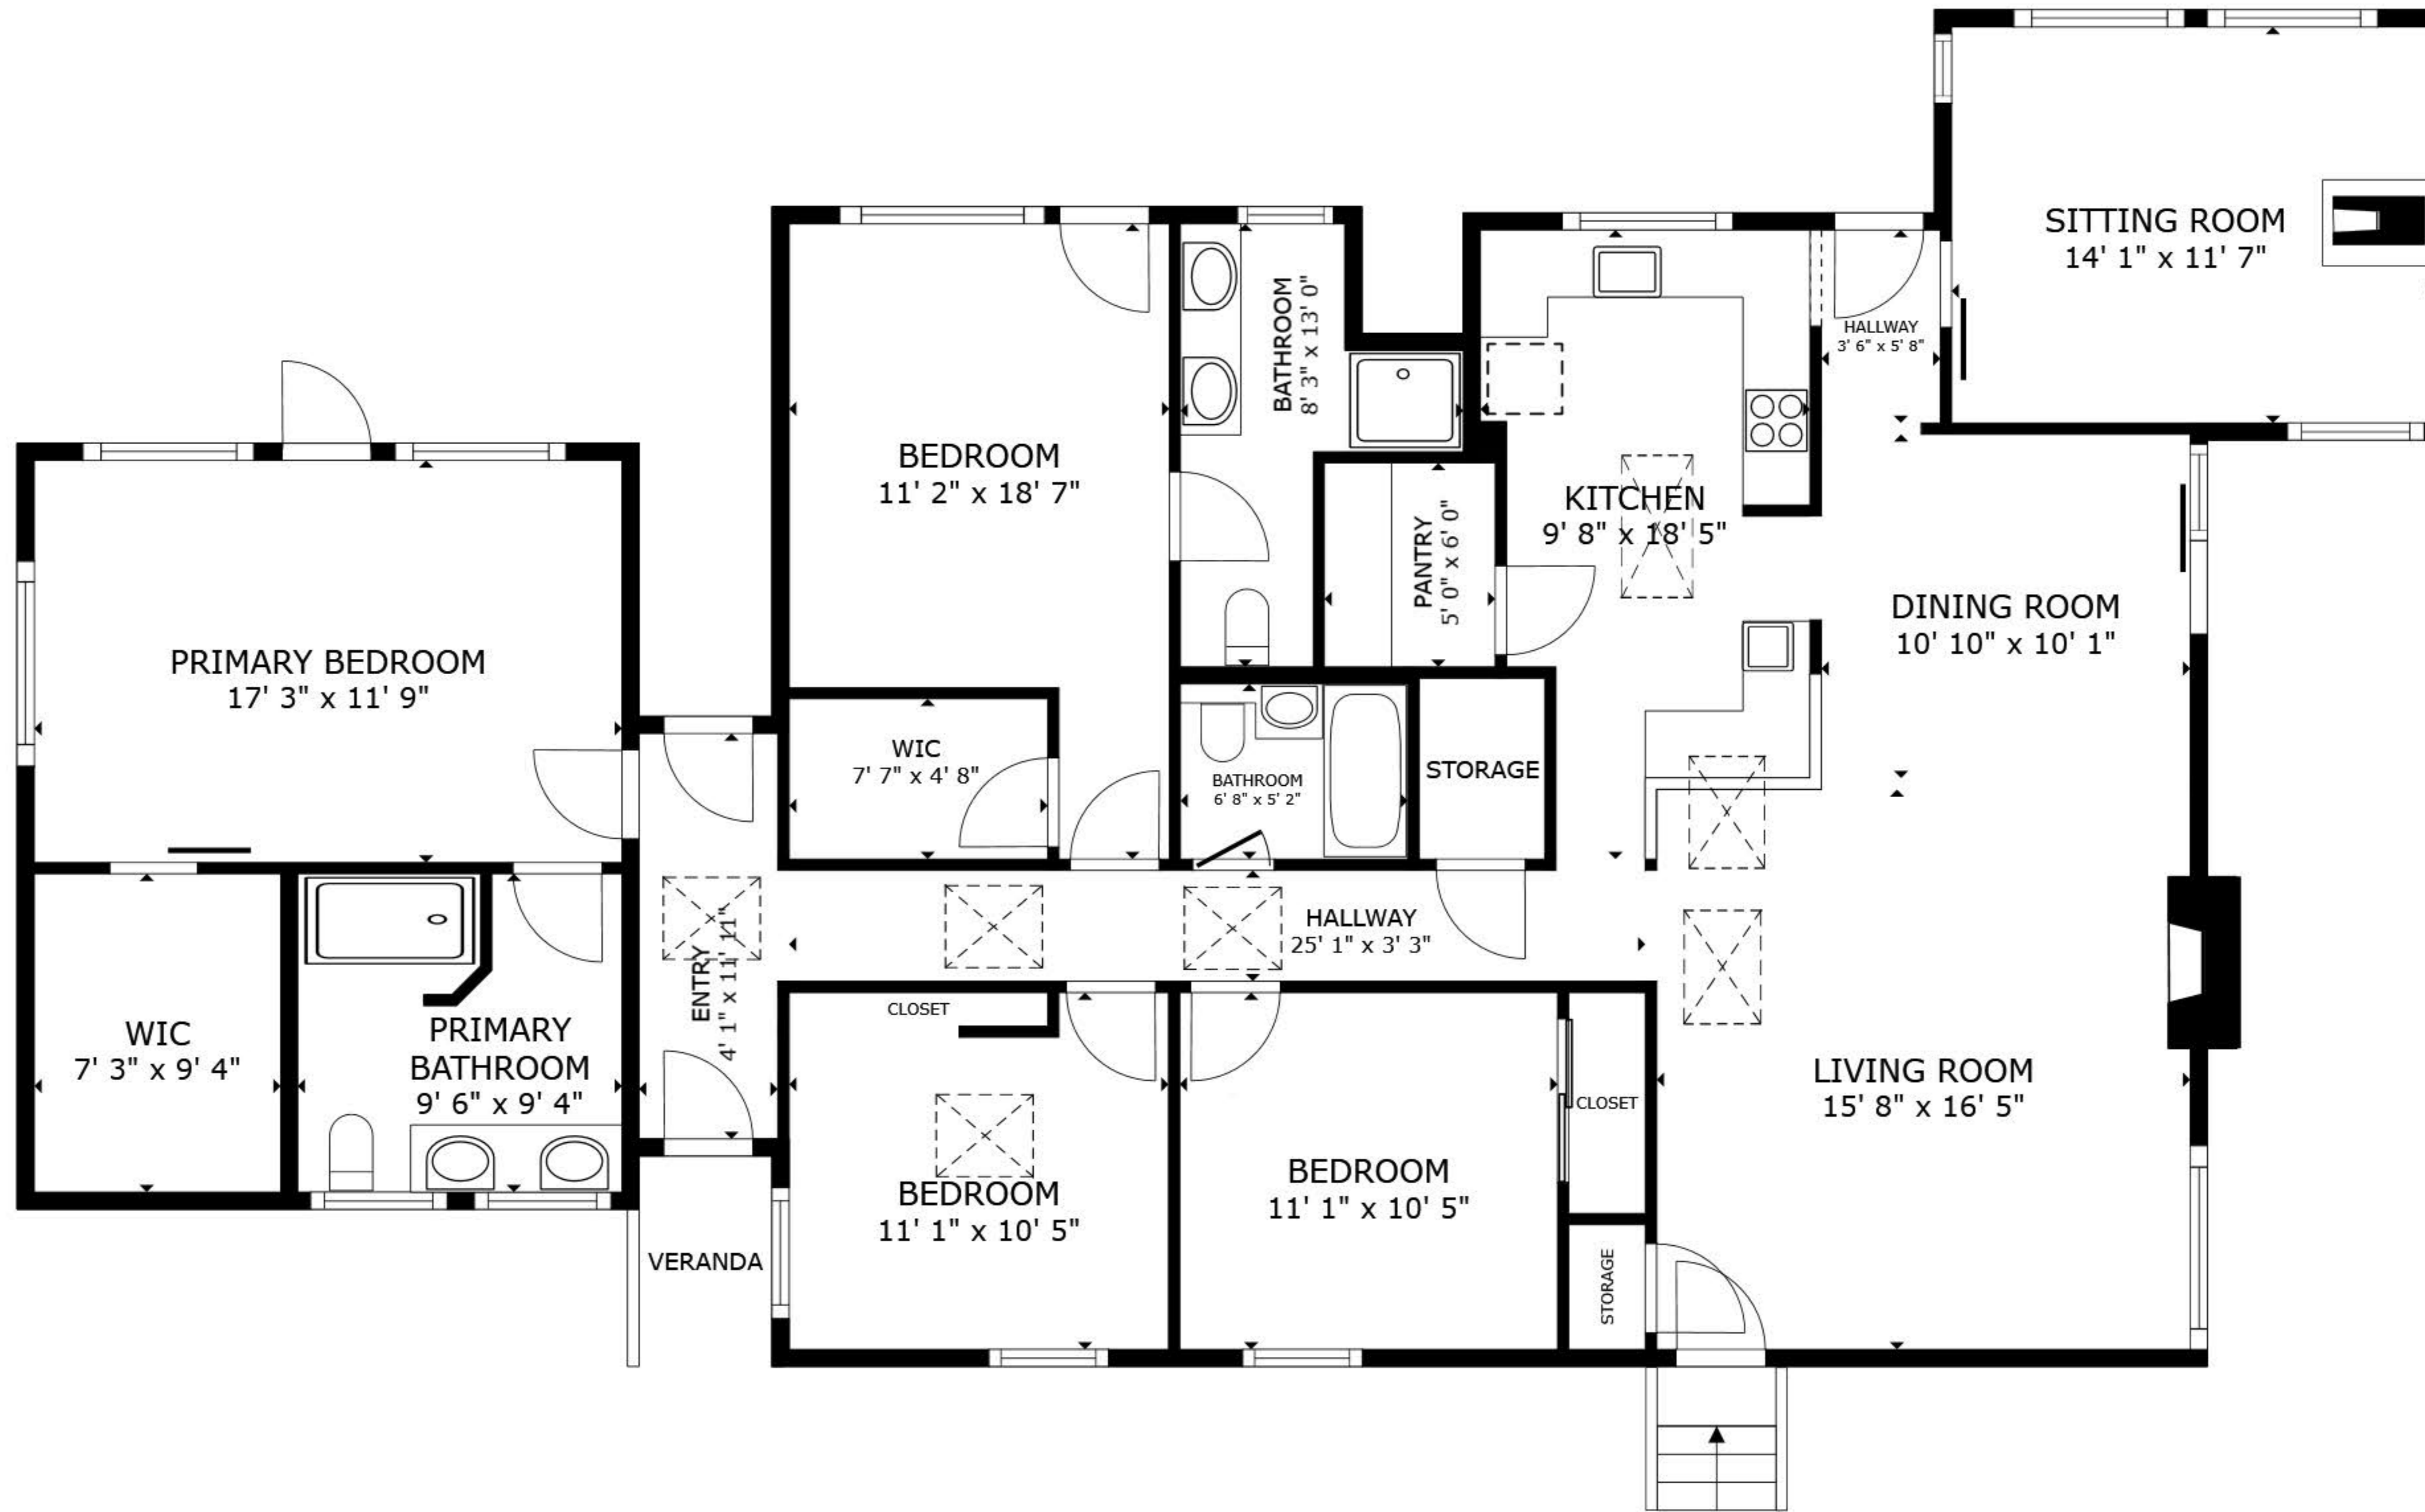 SITTING ROOM
14' 1" x 11' 7"
HALLWAY
3' 6" x 5' 8"
BATHROOM
8' 3" x 13' 0"
BEDROOM
11' 2" x 18' 7"
KITCHEN
9' 8" x 18' 5"
PANTRY
5' 0" x 6' 0"
DINING ROOM
10' 10" x 10' 1"
PRIMARY BEDROOM
17' 3" x 11' 9"
WIC
7' 7" x 4' 8"
BATHROOM
6' 8" x 5' 2"
STORAGE
HALLWAY
25' 1" x 3' 3"
ENTRY
4' 1" x 11' 11"
CLOSET
WIC
7' 3" x 9' 4"
PRIMARY
BATHROOM
9' 6" x 9' 4"
LIVING ROOM
15' 8" x 16' 5"
CLOSET
BEDROOM
11' 1" x 10' 5"
BEDROOM
11' 1" x 10' 5"
VERANDA
STORAGE